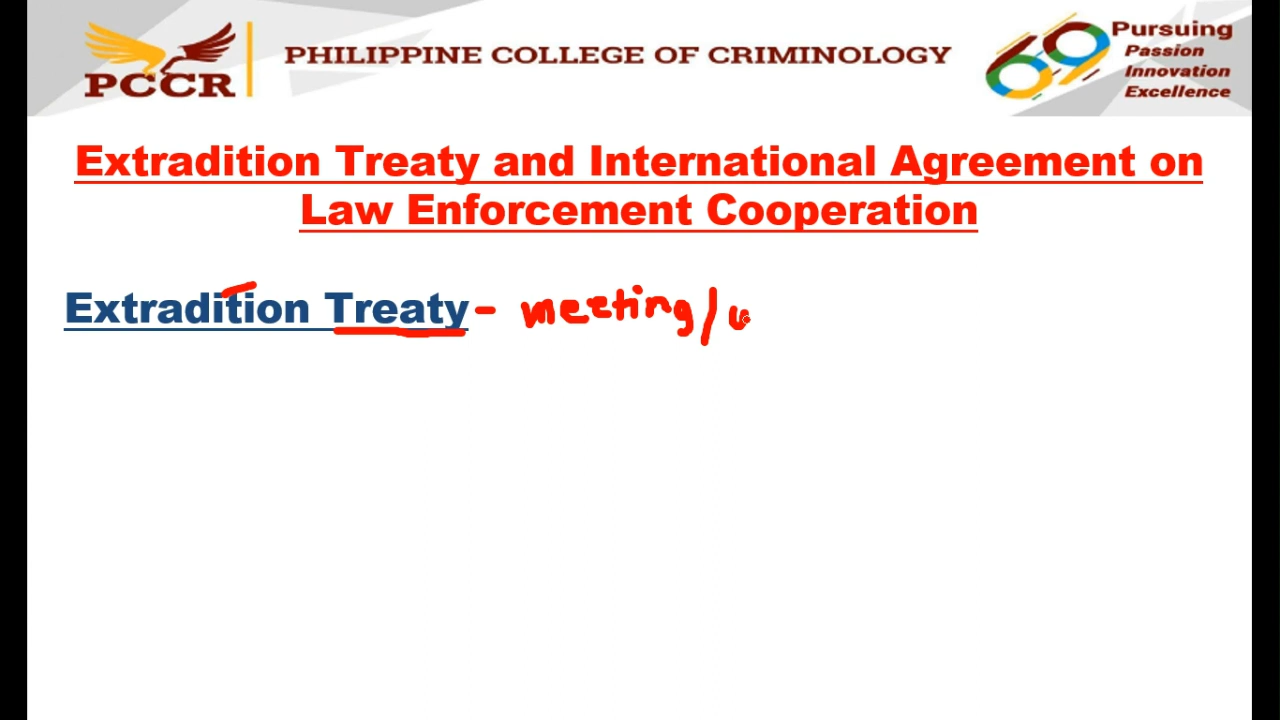 PCCR
PHILIPPINE COLLEGE OF CRIMINOLOGY
69
Pursuing
Passion
Innovation
Excellence
Extradition Treaty and International Agreement on
Law Enforcement Cooperation
Extradition Treaty - meeting/